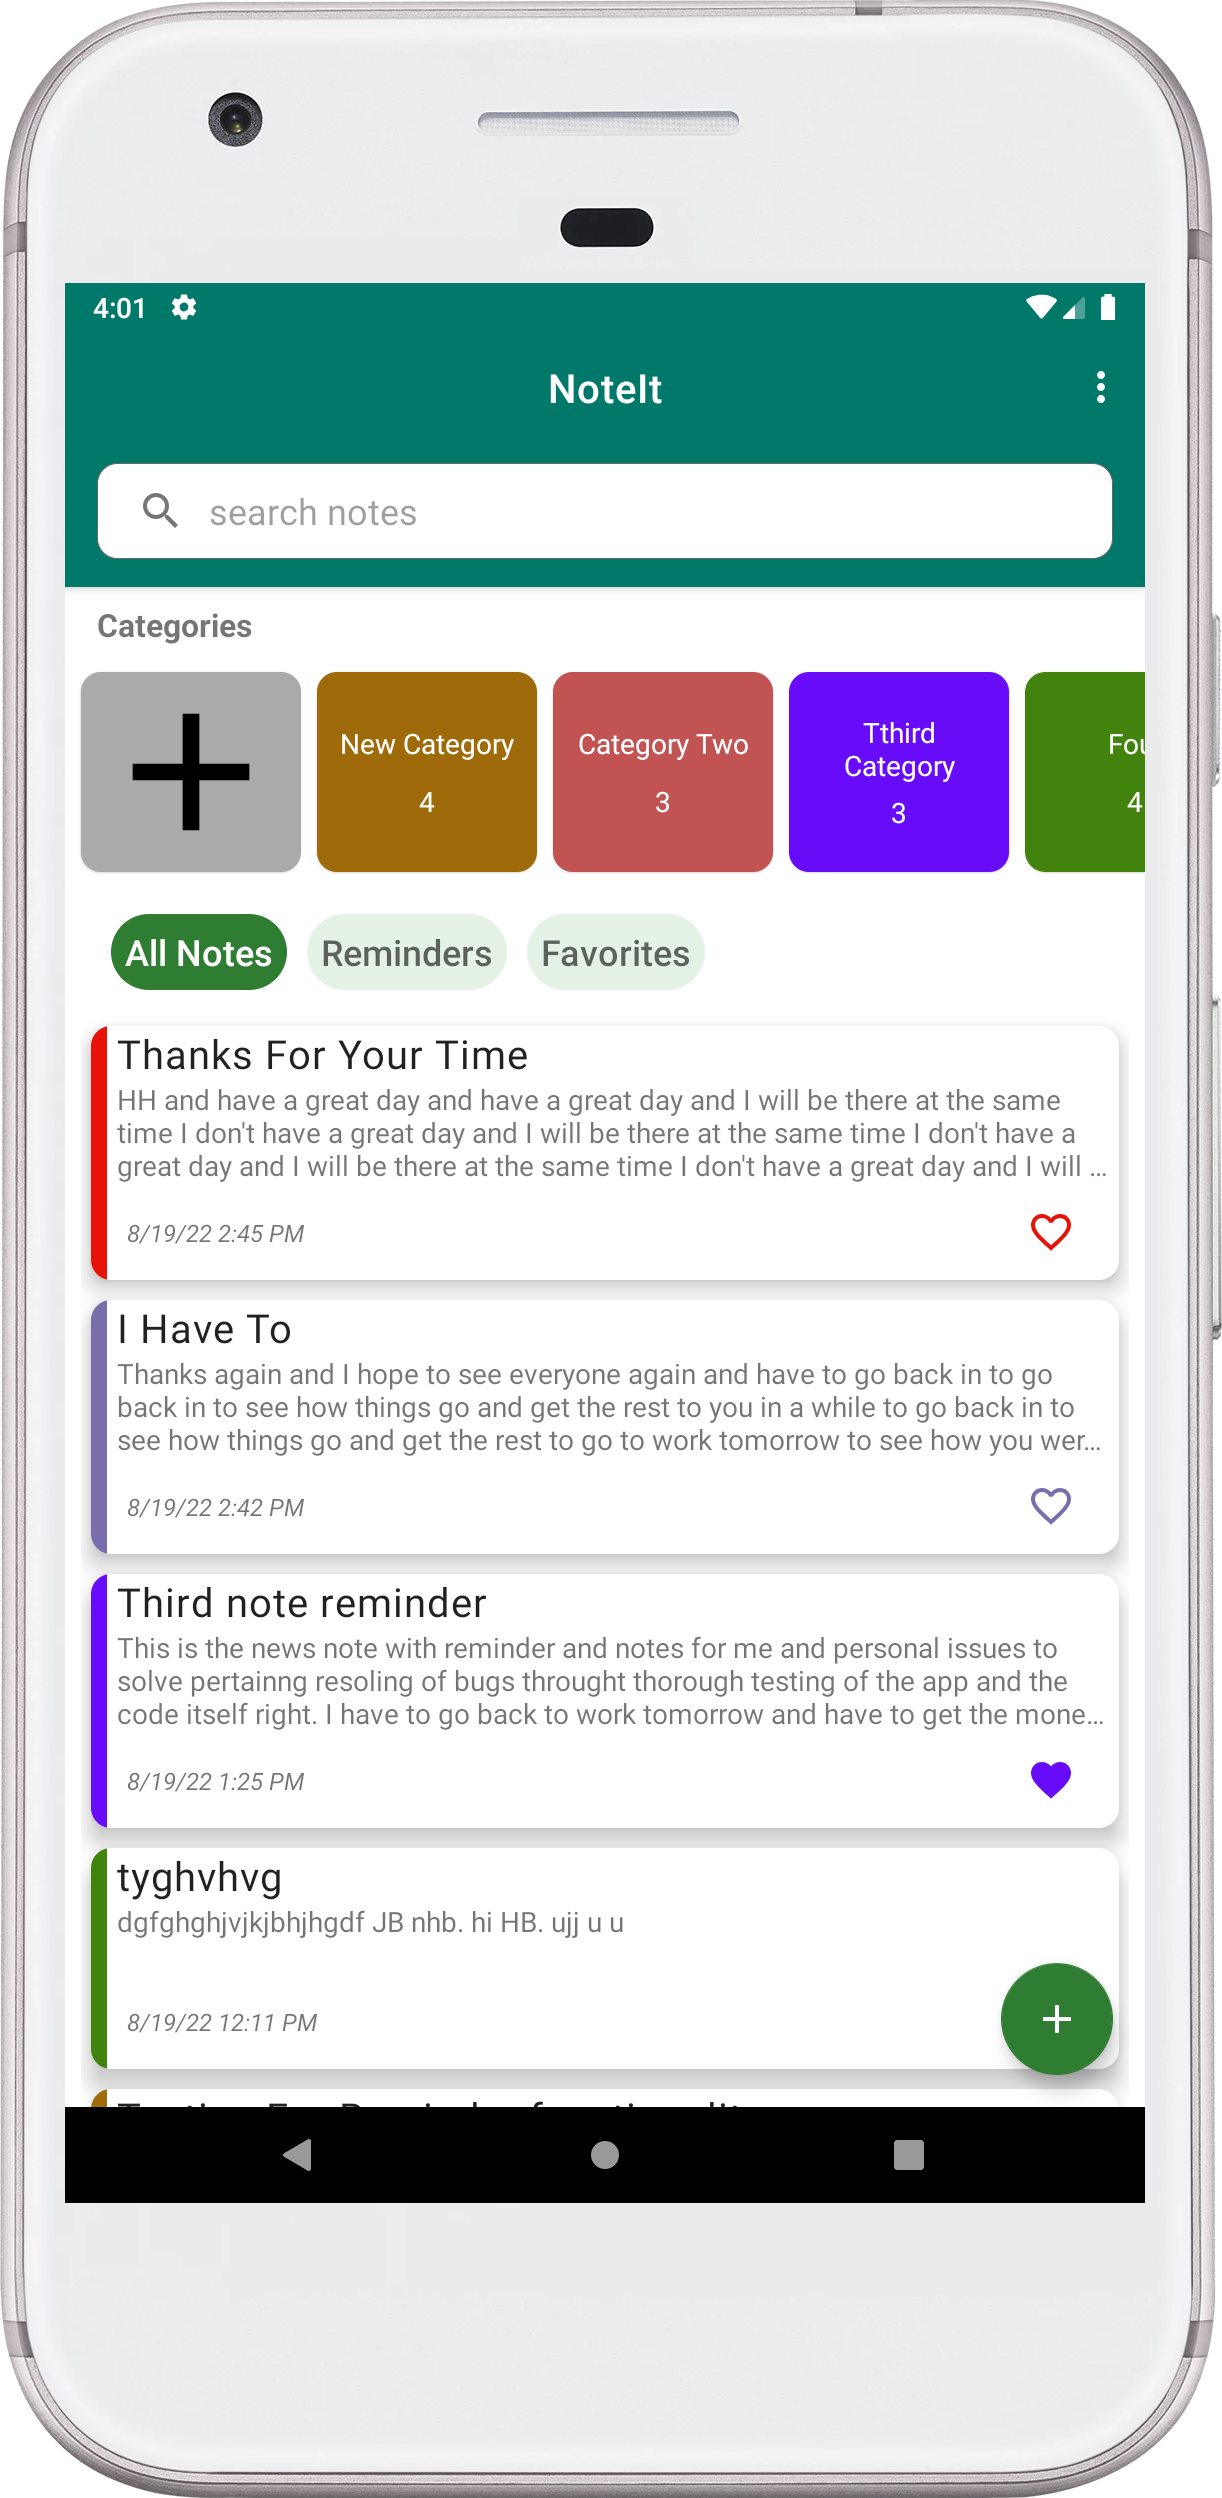 4:01
NoteIt
search notes
Categories
New Category
4
Category Two
3
Tthird
Category
3
Fou
4
All Notes
Reminders
Favorites
Thanks For Your Time
HH and have a great day and have a great day and I will be there at the same
time I don't have a great day and I will be there at the same time I don't have a
great day and I will be there at the same time I don't have a great day and I will ...
8/19/22 2:45 PM
I Have To
Thanks again and I hope to see everyone again and have to go back in to go
back in to see how things go and get the rest to you in a while to go back in to
see how things go and get the rest to go to work tomorrow to see how you wer...
8/19/22 2:42 PM
Third note reminder
This is the news note with reminder and notes for me and personal issues to
solve pertainng resoling of bugs throught thorough testing of the app and the
code itself right. I have to go back to work tomorrow and have to get the mone...
8/19/22 1:25 PM
tyghvhvg
dgfghghjvjkjbhjhgdf JB nhb. hi HB. ujj u u
8/19/22 12:11 PM